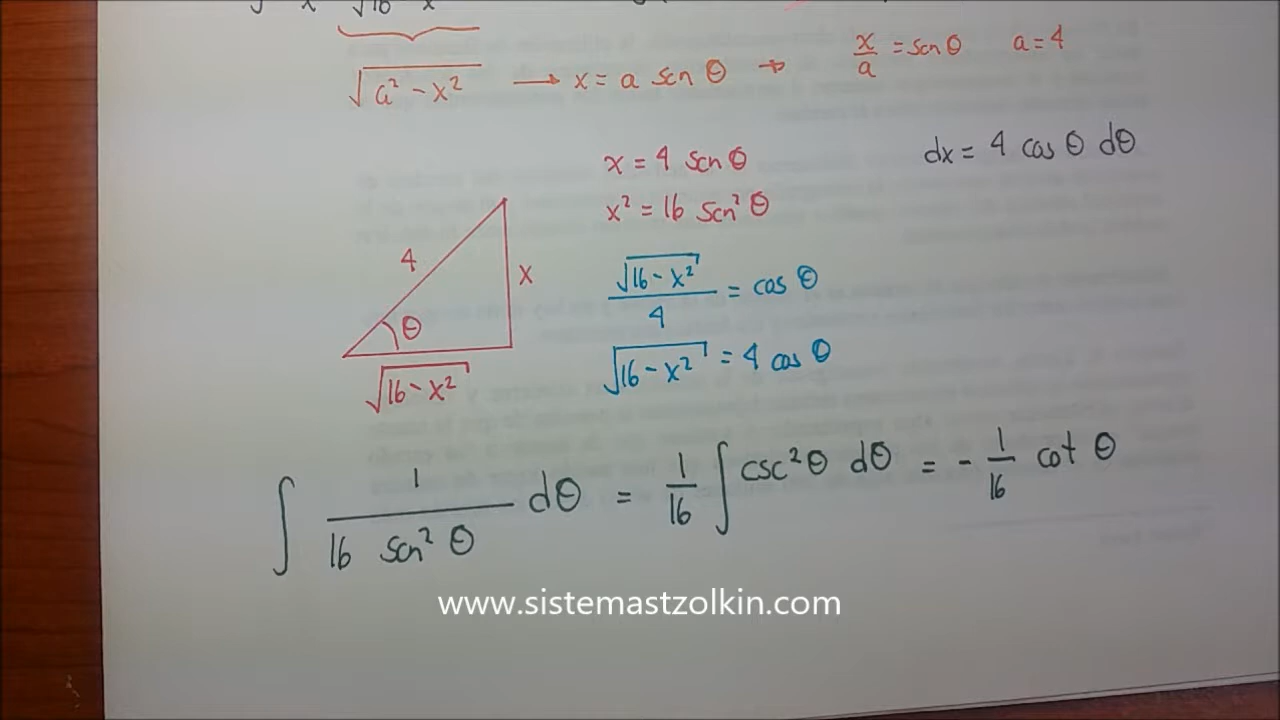 √16 x
√a² - x² → x = a sen θ → x/a = sen θ a = 4
x = 4 sen θ dx = 4 cos θ dθ
x² = 16 sen² θ
4
x
θ
√16 - x²
√16 - x² / 4 = cos θ
√16 - x² = 4 cos θ
∫ 1 / 16 sen² θ dθ = 1/16 ∫ csc² θ dθ = - 1/16 cot θ
www.sistemastzolkin.com